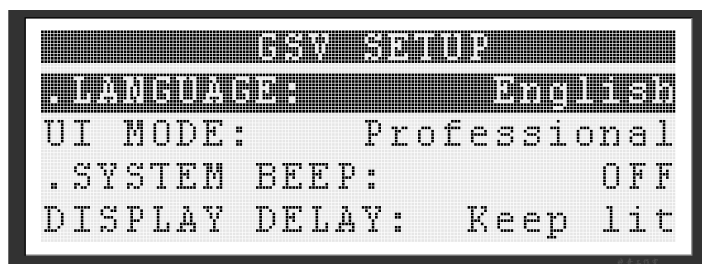 GSV SETUP
.LANGUAGE: English
UI MODE: Professional
.SYSTEM BEEP: OFF
DISPLAY DELAY: Keep lit